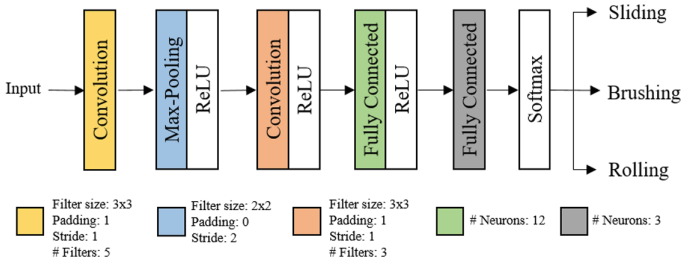 Input
Convolution
Max-Pooling
ReLU
Convolution
ReLU
Fully Connected
ReLU
Fully Connected
Softmax
Sliding
Brushing
Rolling
Filter size: 3x3
Padding: 1
Stride: 1
# Filters: 5
Filter size: 2x2
Padding: 0
Stride: 2
Filter size: 3x3
Padding: 1
Stride: 1
# Filters: 3
# Neurons: 12
# Neurons: 3